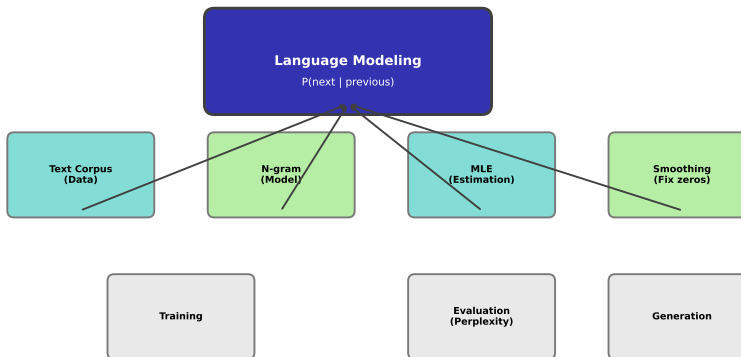 Language Modeling
P(next | previous)
Text Corpus
(Data)
N-gram
(Model)
MLE
(Estimation)
Smoothing
(Fix zeros)
Training
Evaluation
(Perplexity)
Generation